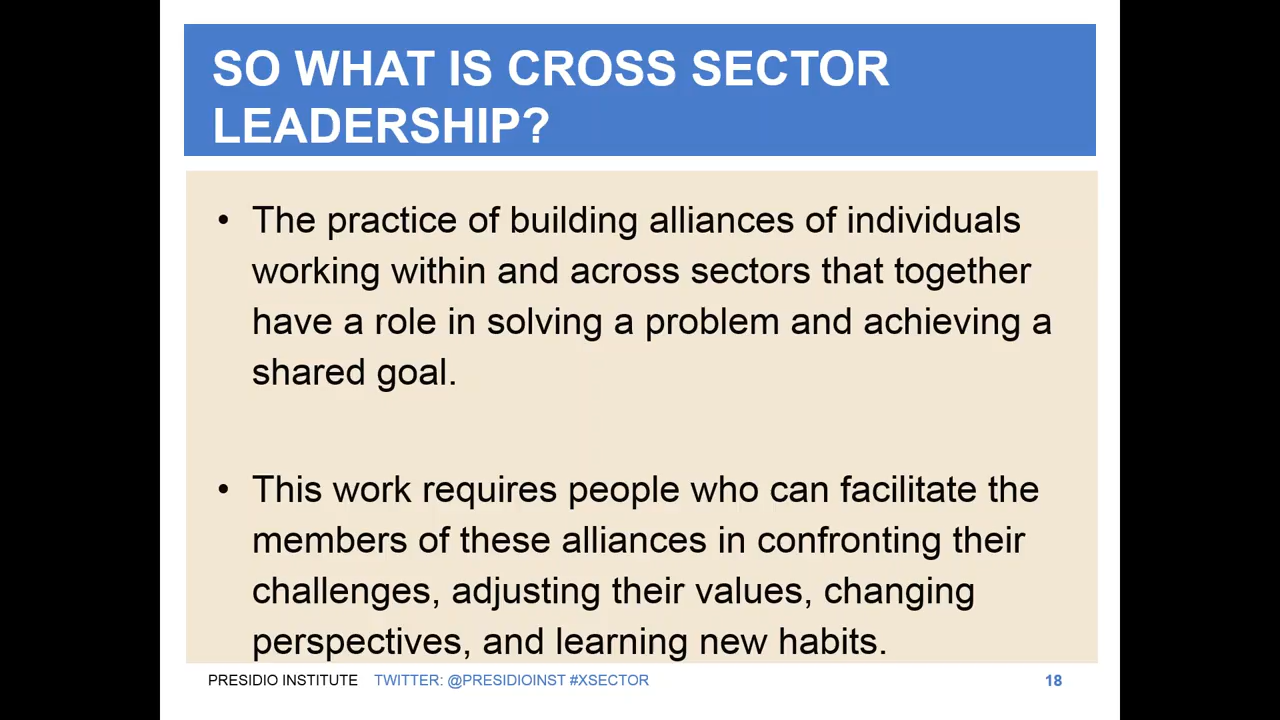 SO WHAT IS CROSS SECTOR
LEADERSHIP?
• The practice of building alliances of individuals
working within and across sectors that together
have a role in solving a problem and achieving a
shared goal.
• This work requires people who can facilitate the
members of these alliances in confronting their
challenges, adjusting their values, changing
perspectives, and learning new habits.
PRESIDIO INSTITUTE TWITTER: @PRESIDIOINST #XSECTOR 18